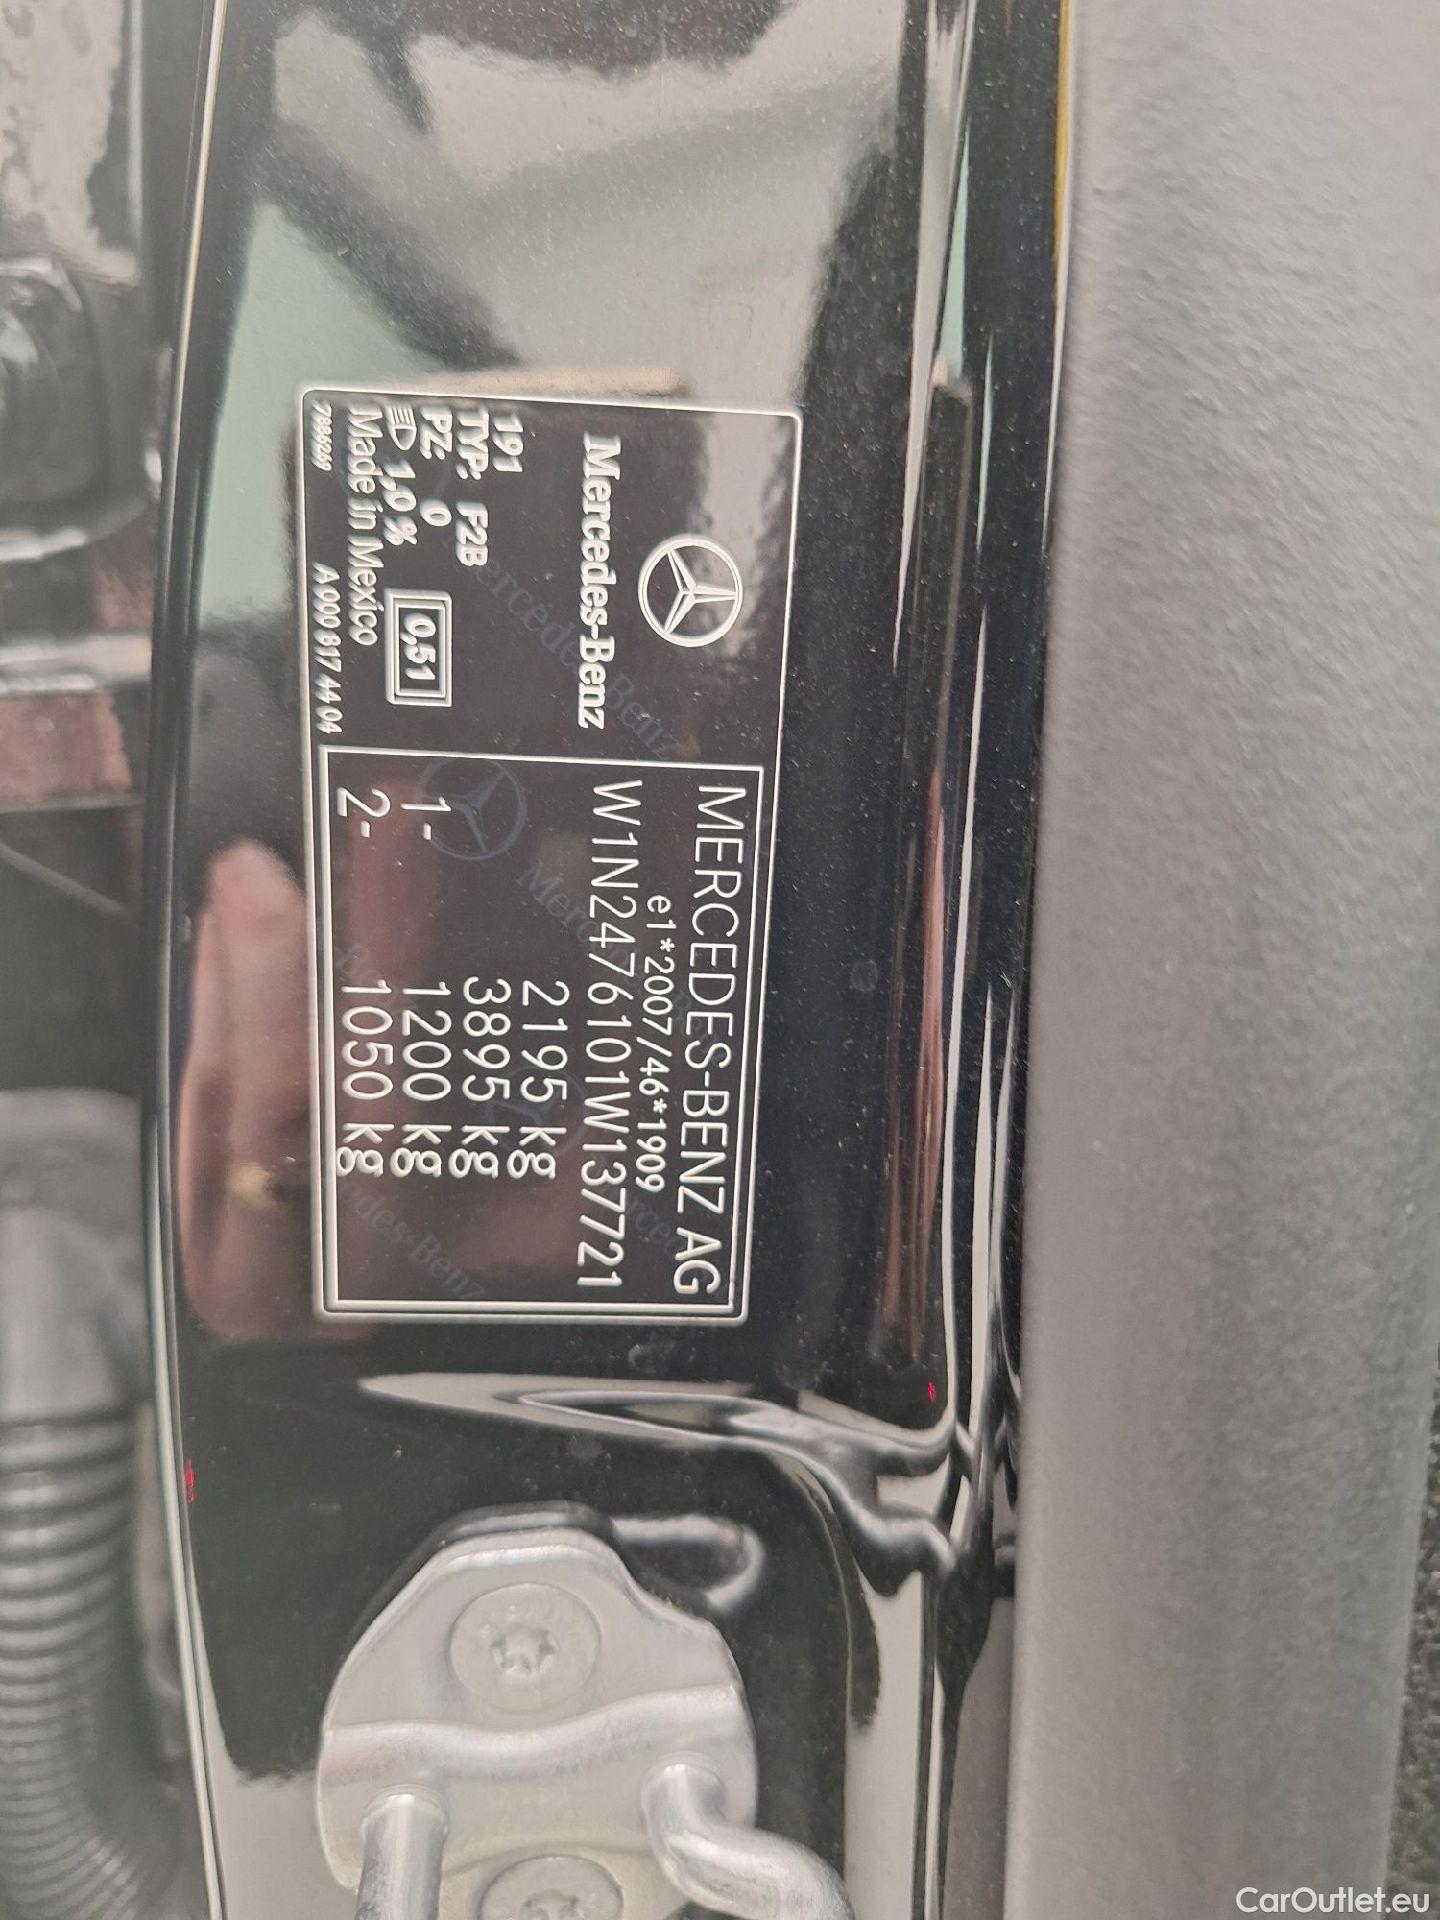 Mercedes-Benz
191
TYP: F2B
PZ: 0
1,0 %
0,51
Made in Mexico
7886269
A 000 817 44 04
MERCEDES-BENZ AG
e1*2007/46*1909
W1N2476101W137721
2195 kg
3895 kg
1- 1200 kg
2- 1050 kg
CarOutlet.eu